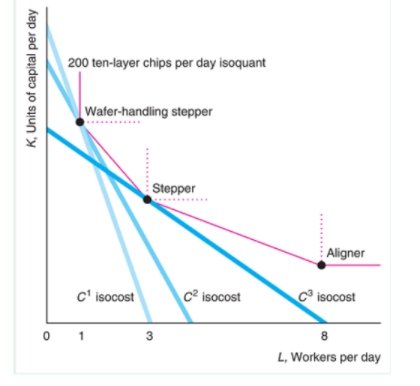 K, Units of capital per day
200 ten-layer chips per day isoquant
Wafer-handling stepper
Stepper
Aligner
C¹ isocost
C² isocost
C³ isocost
0
1
3
8
L, Workers per day